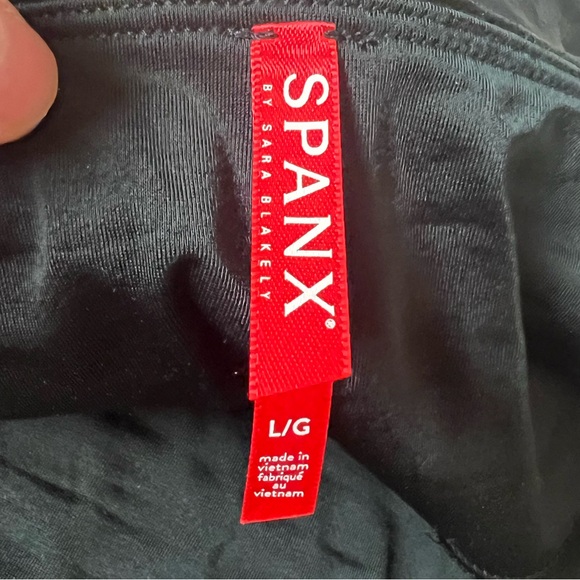 SPANX®
BY SARA BLAKELY
L/G
made in
vietnam
fabriqué
au
vietnam